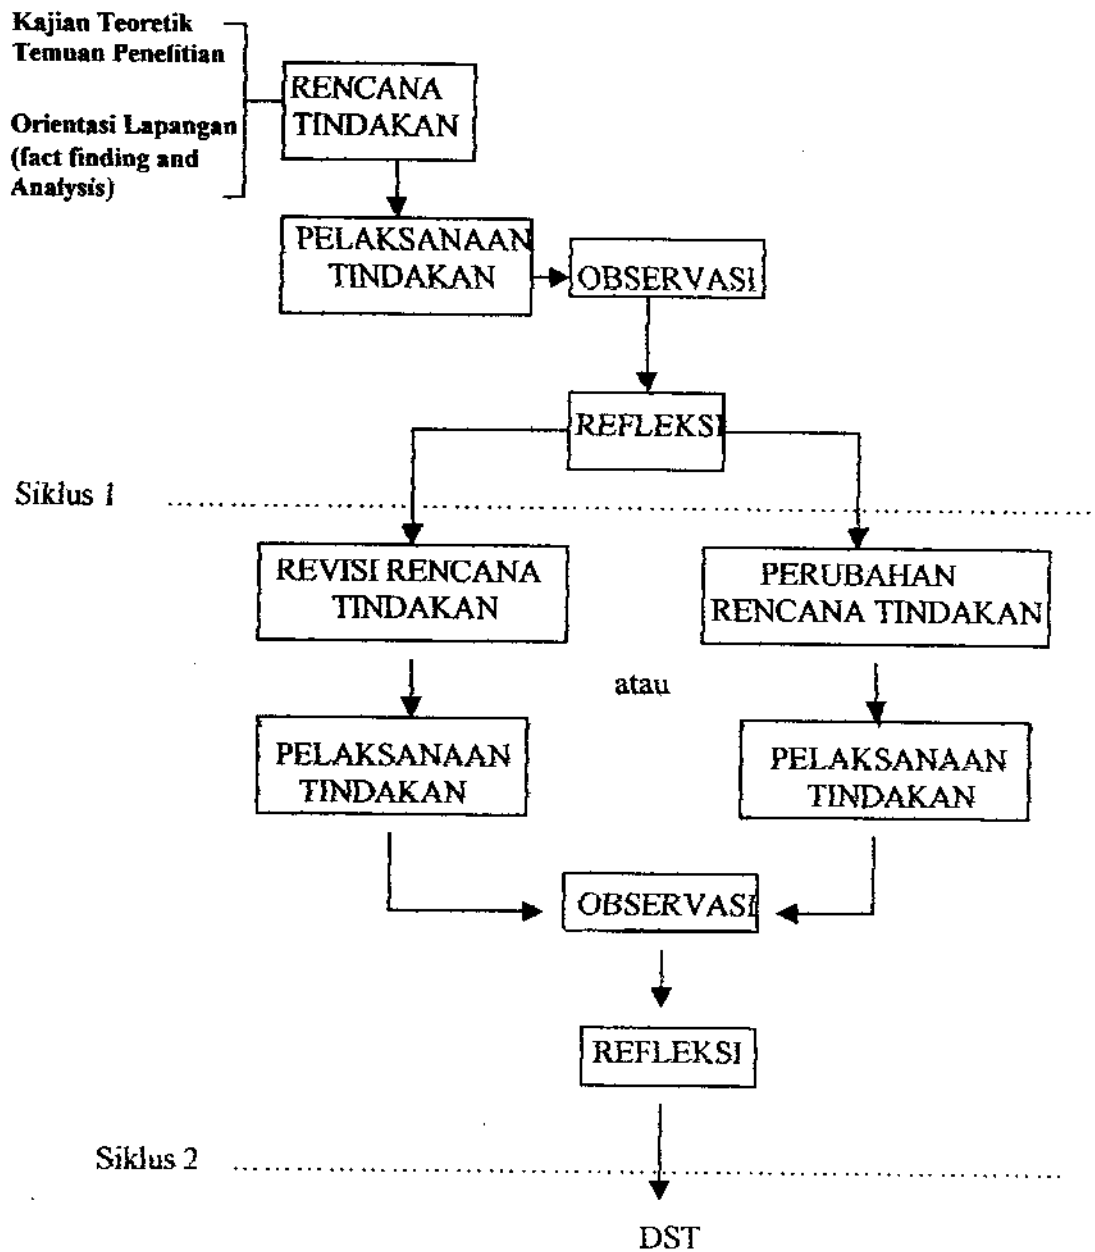 Kajian Teoretik
Temuan Penelitian
Orientasi Lapangan
(fact finding and
Analysis)
RENCANA
TINDAKAN
PELAKSANAAN
TINDAKAN
OBSERVASI
REFLEKSI
Siklus 1
REVISI RENCANA
TINDAKAN
PERUBAHAN
RENCANA TINDAKAN
atau
PELAKSANAAN
TINDAKAN
PELAKSANAAN
TINDAKAN
OBSERVASI
REFLEKSI
Siklus 2
DST